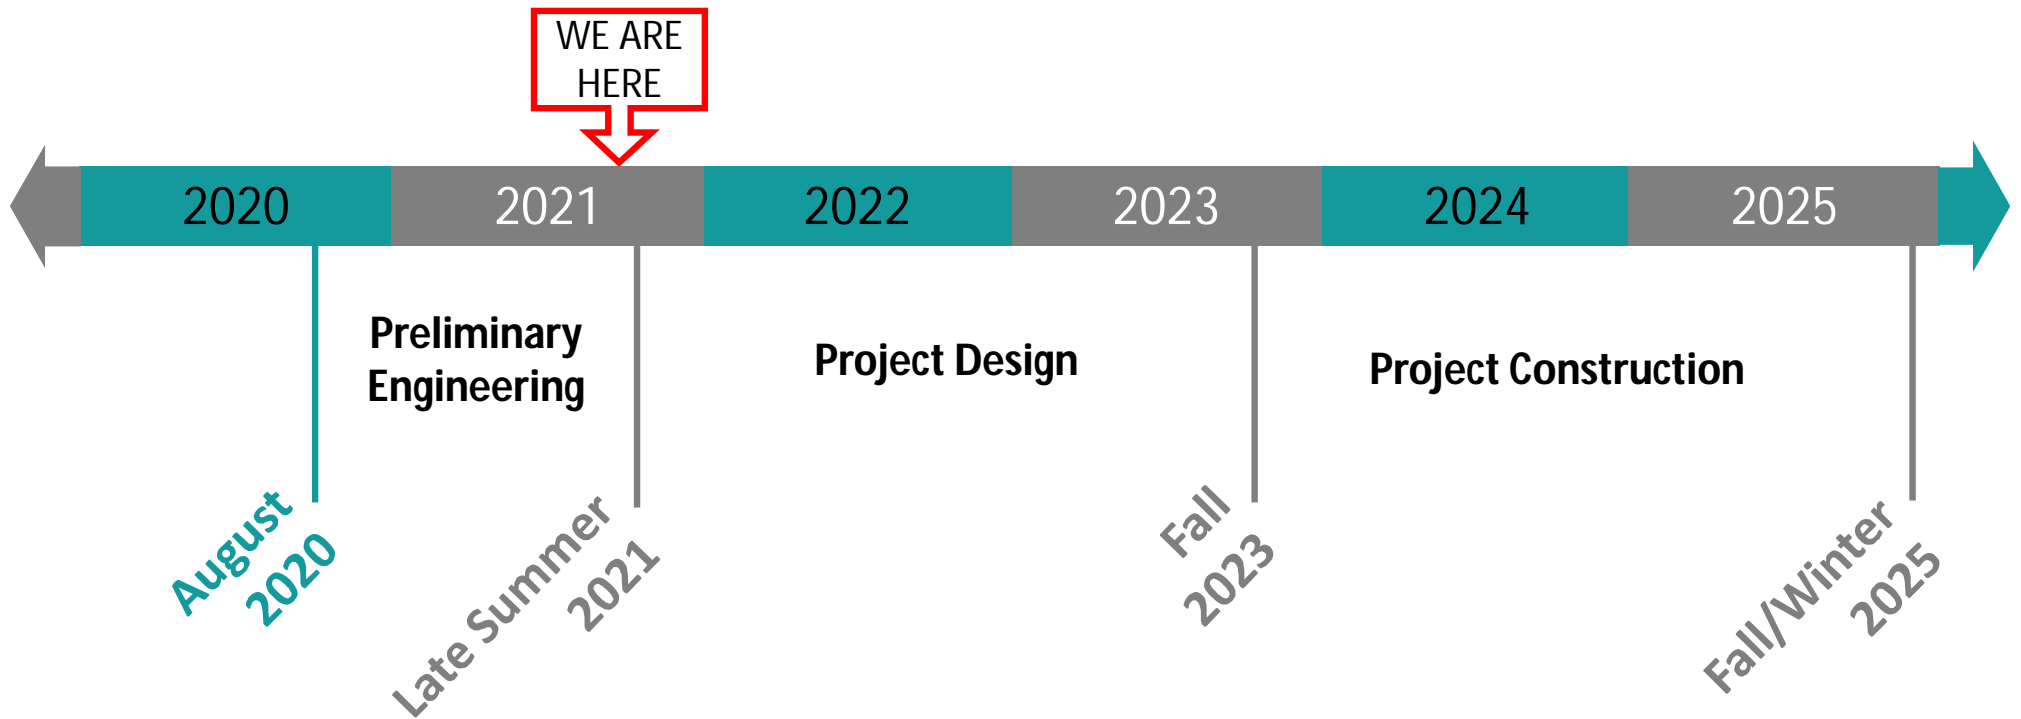 WE ARE
HERE
2020
2021
2022
2023
2024
2025
Preliminary
Engineering
Project Design
Project Construction
August
2020
Late Summer
2021
Fall
2023
Fall/Winter
2025